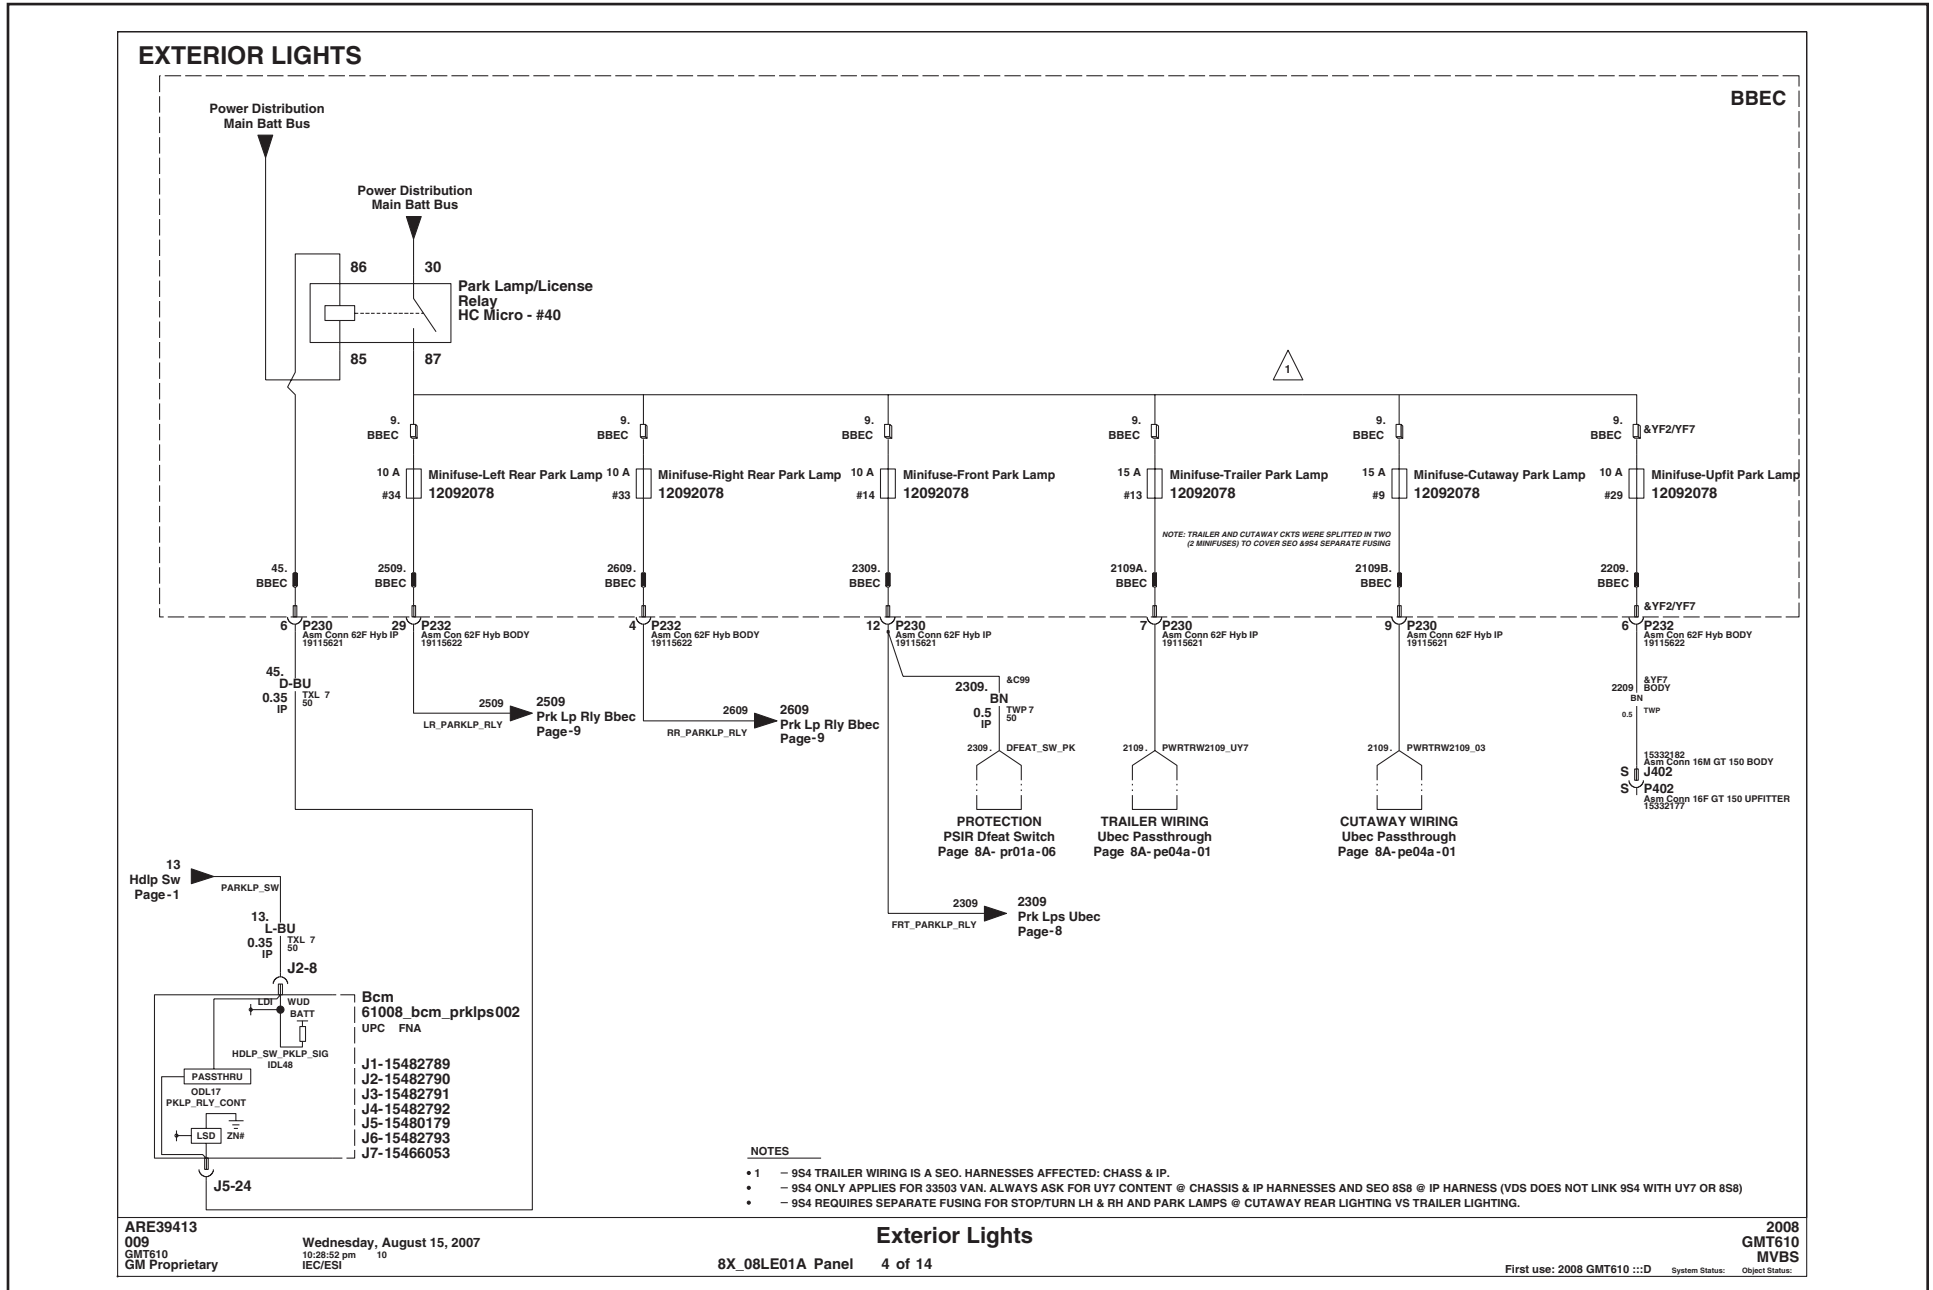 EXTERIOR LIGHTS
BBEC
Power Distribution
Main Batt Bus
Power Distribution
Main Batt Bus
86
30
Park Lamp/License
Relay
HC Micro - #40
85
87
1
9.
BBEC
10 A
#34
Minifuse-Left Rear Park Lamp
12092078
9.
BBEC
10 A
#33
Minifuse-Right Rear Park Lamp
12092078
9.
BBEC
10 A
#14
Minifuse-Front Park Lamp
12092078
9.
BBEC
15 A
#13
Minifuse-Trailer Park Lamp
12092078
9.
BBEC
15 A
#9
Minifuse-Cutaway Park Lamp
12092078
9.
BBEC
&YF2/YF7
10 A
#29
Minifuse-Upfit Park Lamp
12092078
NOTE: TRAILER AND CUTAWAY CKTS WERE SPLITTED IN TWO
(2 MINIFUSES) TO COVER SEO &9S4 SEPARATE FUSING
45.
BBEC
2509.
BBEC
2609.
BBEC
2309.
BBEC
2109A.
BBEC
2109B.
BBEC
2209.
BBEC
&YF2/YF7
6
P230
Asm Conn 62F Hyb IP
19115621
29
P232
Asm Con 62F Hyb BODY
19115622
4
P232
Asm Con 62F Hyb BODY
19115622
12
P230
Asm Conn 62F Hyb IP
19115621
7
P230
Asm Conn 62F Hyb IP
19115621
9
P230
Asm Conn 62F Hyb IP
19115621
6
P232
Asm Con 62F Hyb BODY
19115622
45.
D-BU
0.35
IP
TXL 7
50
2509
LR_PARKLP_RLY
2509
Prk Lp Rly Bbec
Page-9
2609
RR_PARKLP_RLY
2609
Prk Lp Rly Bbec
Page-9
&C99
2309.
BN
0.5
IP
TWP 7
50
2309.
DFEAT_SW_PK
PROTECTION
PSIR Dfeat Switch
Page 8A- pr01a-06
2109.
PWRTRW2109_UY7
TRAILER WIRING
Ubec Passthrough
Page 8A-pe04a-01
2109.
PWRTRW2109_03
CUTAWAY WIRING
Ubec Passthrough
Page 8A-pe04a-01
&YF7
2209
BODY
BN
0.5
TWP
15332182
Asm Conn 16M GT 150 BODY
S
J402
S
P402
Asm Conn 16F GT 150 UPFITTER
15332177
2309
FRT_PARKLP_RLY
2309
Prk Lps Ubec
Page-8
13
Hdlp Sw
Page-1
PARKLP_SW
13.
L-BU
0.35
IP
TXL 7
50
J2-8
LDI
WUD
BATT
HDLP_SW_PKLP_SIG
IDL48
PASSTHRU
ODL17
PKLP_RLY_CONT
LSD
ZN#
J5-24
Bcm
61008_bcm_prklps002
UPC FNA
J1-15482789
J2-15482790
J3-15482791
J4-15482792
J5-15480179
J6-15482793
J7-15466053
NOTES
• 1 – 9S4 TRAILER WIRING IS A SEO. HARNESSES AFFECTED: CHASS & IP.
• – 9S4 ONLY APPLIES FOR 33503 VAN. ALWAYS ASK FOR UY7 CONTENT @ CHASSIS & IP HARNESSES AND SEO 8S8 @ IP HARNESS (VDS DOES NOT LINK 9S4 WITH UY7 OR 8S8)
• – 9S4 REQUIRES SEPARATE FUSING FOR STOP/TURN LH & RH AND PARK LAMPS @ CUTAWAY REAR LIGHTING VS TRAILER LIGHTING.
ARE39413
009
GMT610
GM Proprietary
Wednesday, August 15, 2007
10:28:52 pm 10
IEC/ESI
Exterior Lights
8X_08LE01A Panel 4 of 14
2008
GMT610
MVBS
First use: 2008 GMT610 :::D System Status: Object Status: